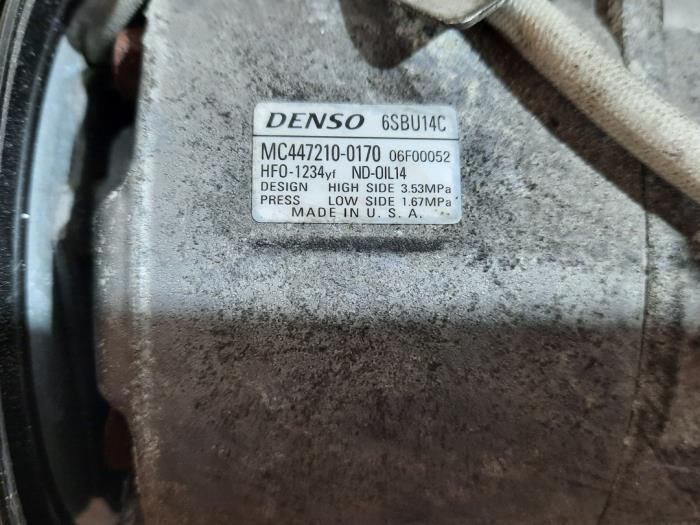 DENSO 6SBU14C
MC447210-0170 06F00052
HFO-1234yf ND-OIL14
DESIGN HIGH SIDE 3.53MPa
PRESS LOW SIDE 1.67MPa
MADE IN U. S. A.